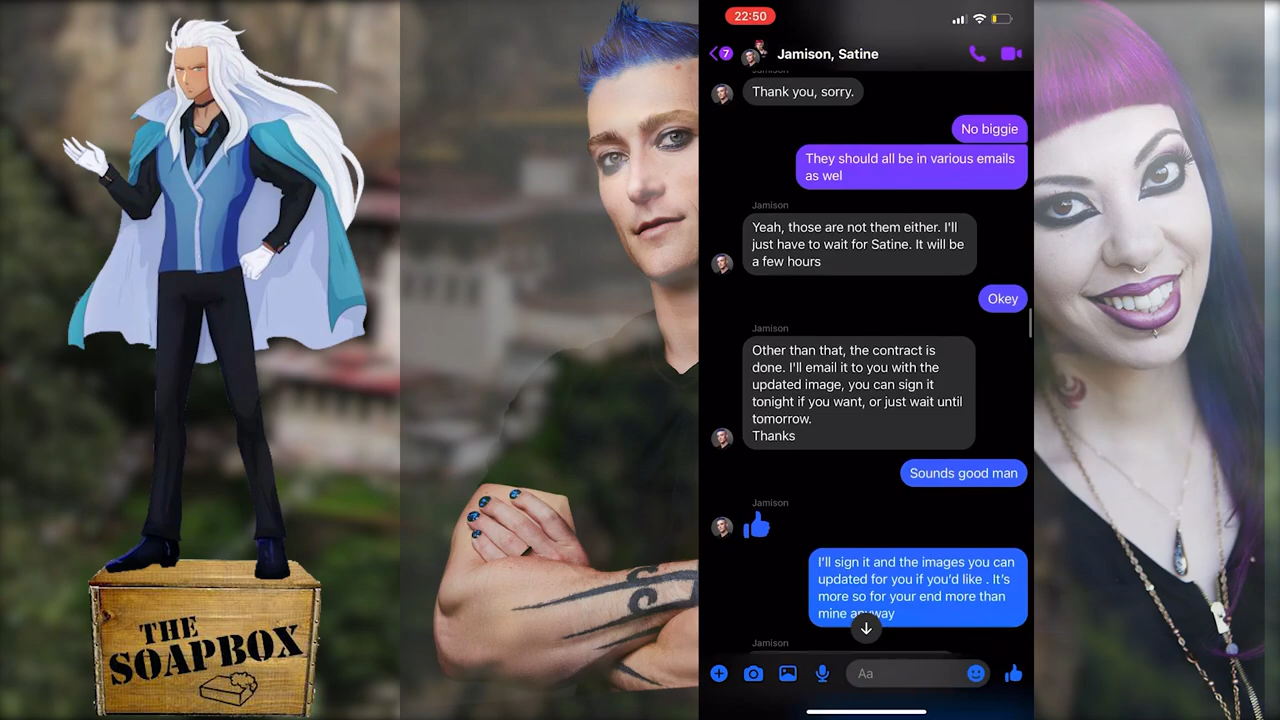 22:50
7
Jamison, Satine
Thank you, sorry.
No biggie
They should all be in various emails
as wel
Jamison
Yeah, those are not them either. I'll
just have to wait for Satine. It will be
a few hours
Okey
Jamison
Other than that, the contract is
done. I'll email it to you with the
updated image, you can sign it
tonight if you want, or just wait until
tomorrow.
Thanks
Sounds good man
Jamison
I'll sign it and the images you can
updated for you if you'd like . It's
more so for your end more than
mine anyway
Jamison
Aa
THE
SOAPBOX